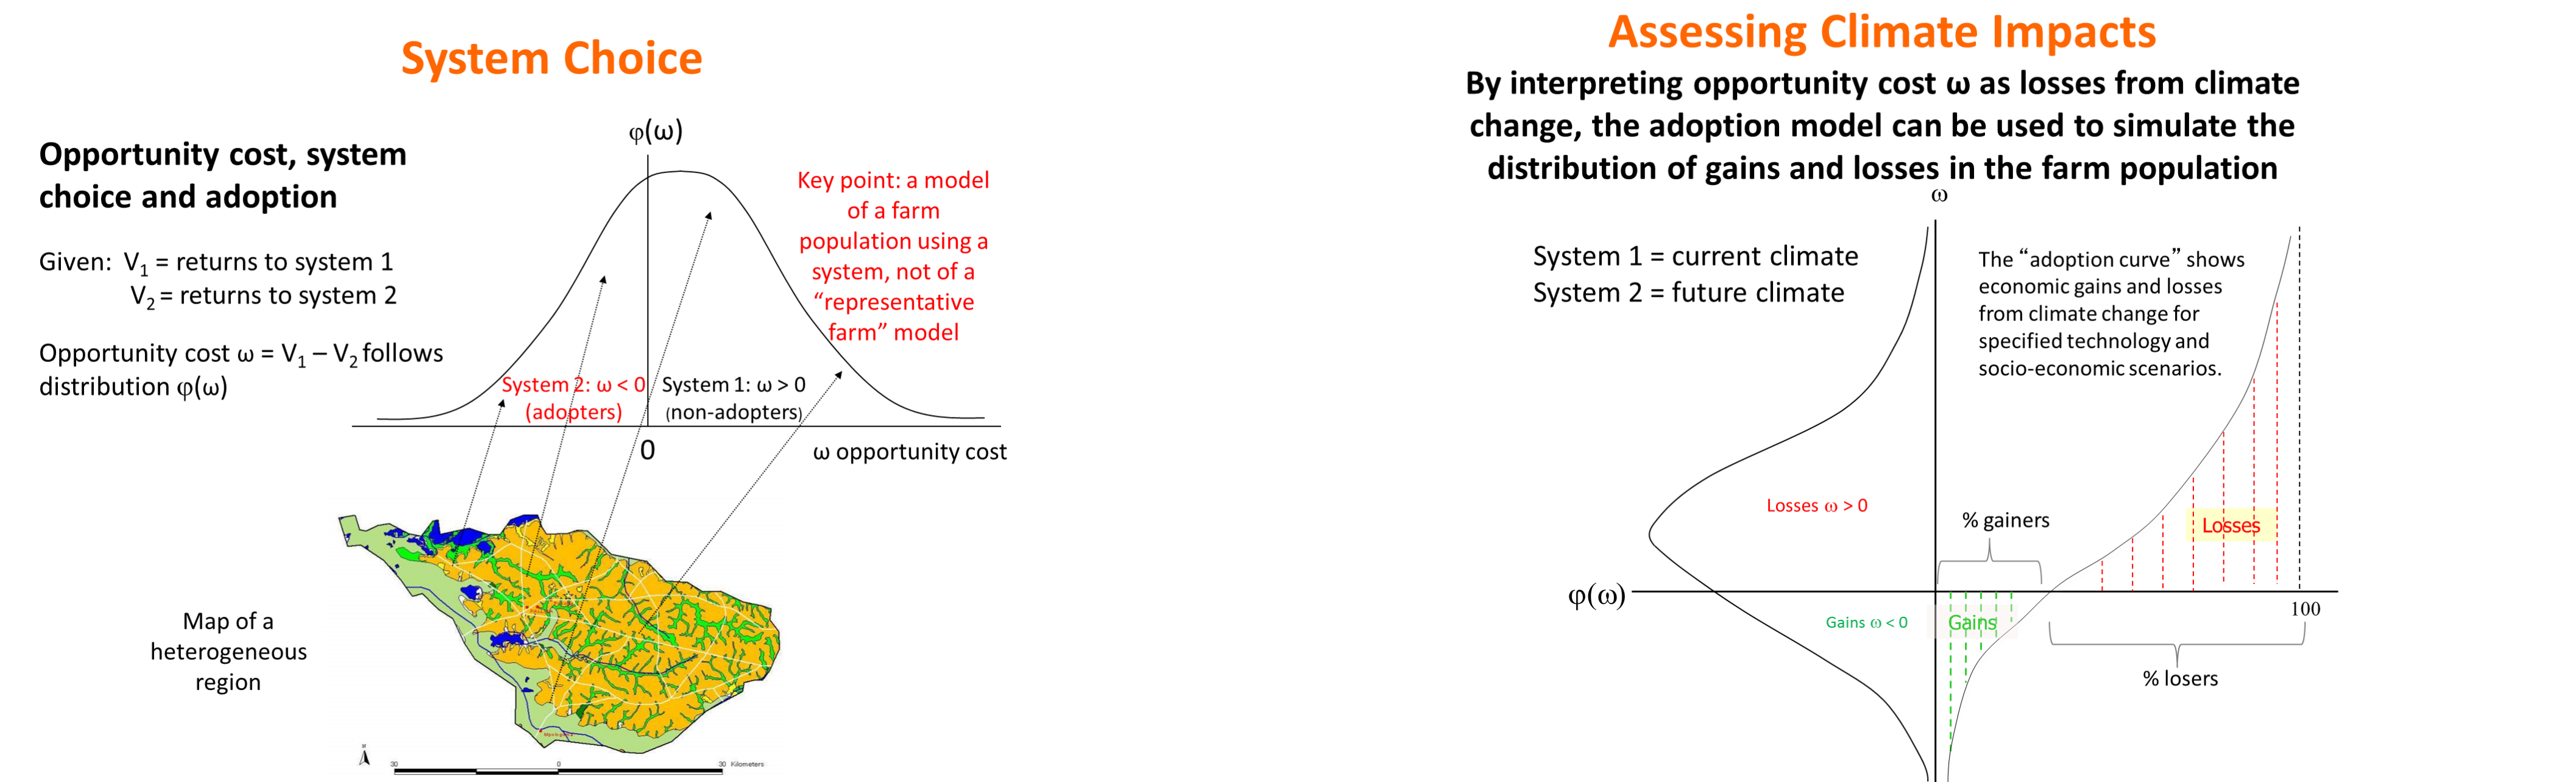 System Choice
Opportunity cost, system
choice and adoption
Given: V₁ = returns to system 1
V₂ = returns to system 2
Opportunity cost ω = V₁ – V₂ follows
distribution φ(ω)
φ(ω)
Key point: a model
of a farm
population using a
system, not of a
“representative
farm” model
System 2: ω < 0
(adopters)
System 1: ω > 0
(non-adopters)
0
ω opportunity cost
Map of a
heterogeneous
region
N
30 0 30 Kilometers
Assessing Climate Impacts
By interpreting opportunity cost ω as losses from climate
change, the adoption model can be used to simulate the
distribution of gains and losses in the farm population
ω
System 1 = current climate
System 2 = future climate
The “adoption curve” shows
economic gains and losses
from climate change for
specified technology and
socio-economic scenarios.
Losses ω > 0
% gainers
Losses
φ(ω)
100
Gains ω < 0
Gains
% losers